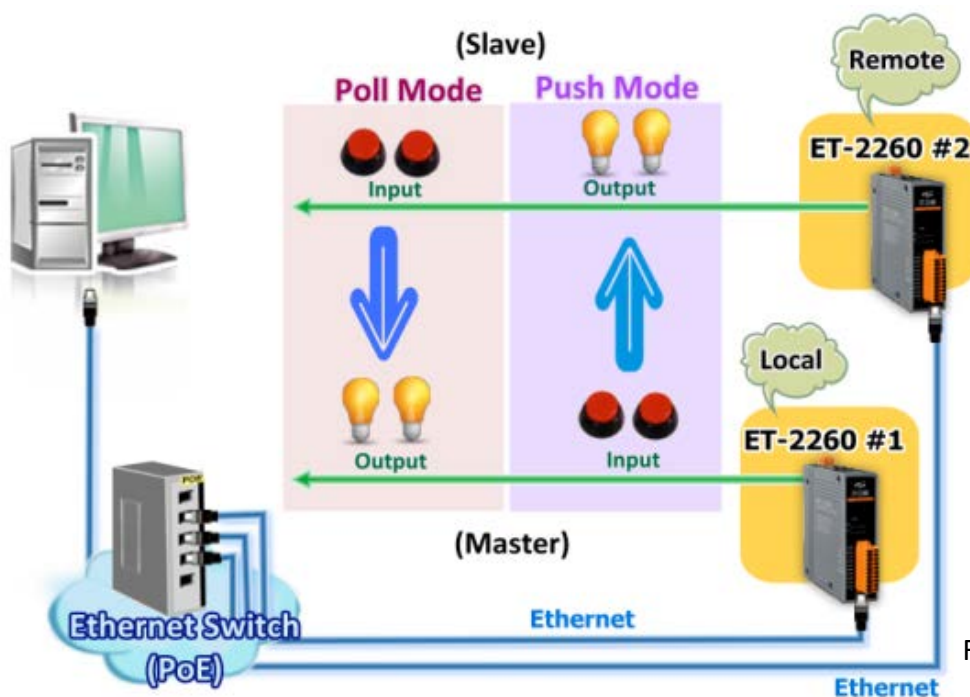 (Slave)
Remote
Poll Mode
Push Mode
ET-2260 #2
Input
Output
Local
ET-2260 #1
Output
Input
(Master)
POE
Ethernet Switch
(PoE)
Ethernet
Ethernet
F